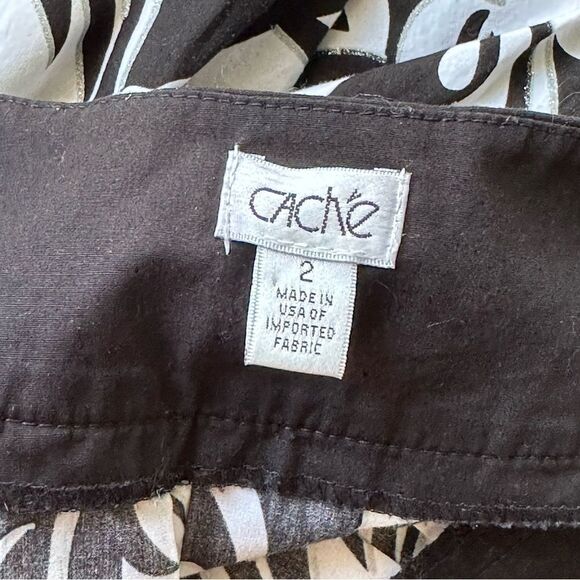 caché
2
MADE IN
USA OF
IMPORTED
FABRIC